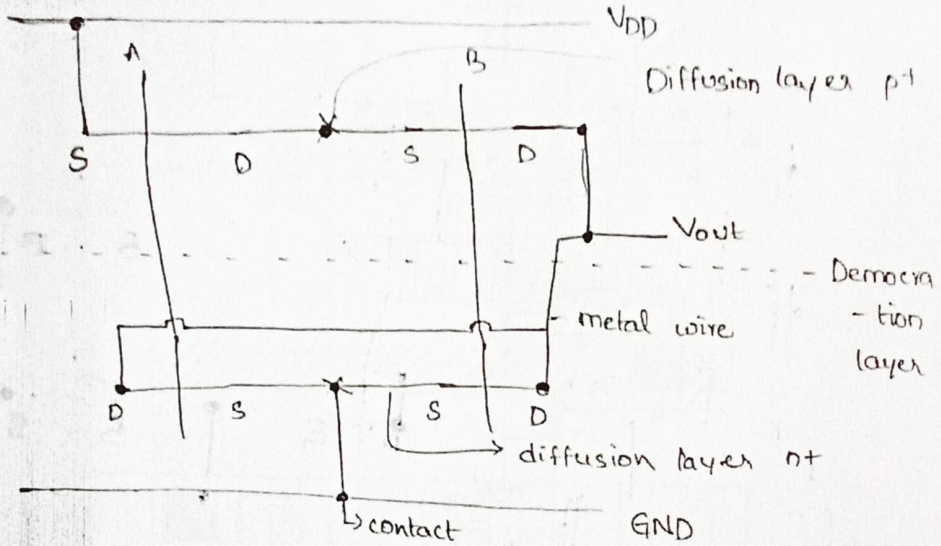 VDD
A
B
Diffusion layer p+
S
D
S
D
Vout
- Democra
- tion
layer
metal wire
D
S
S
D
diffusion layer n+
contact
GND